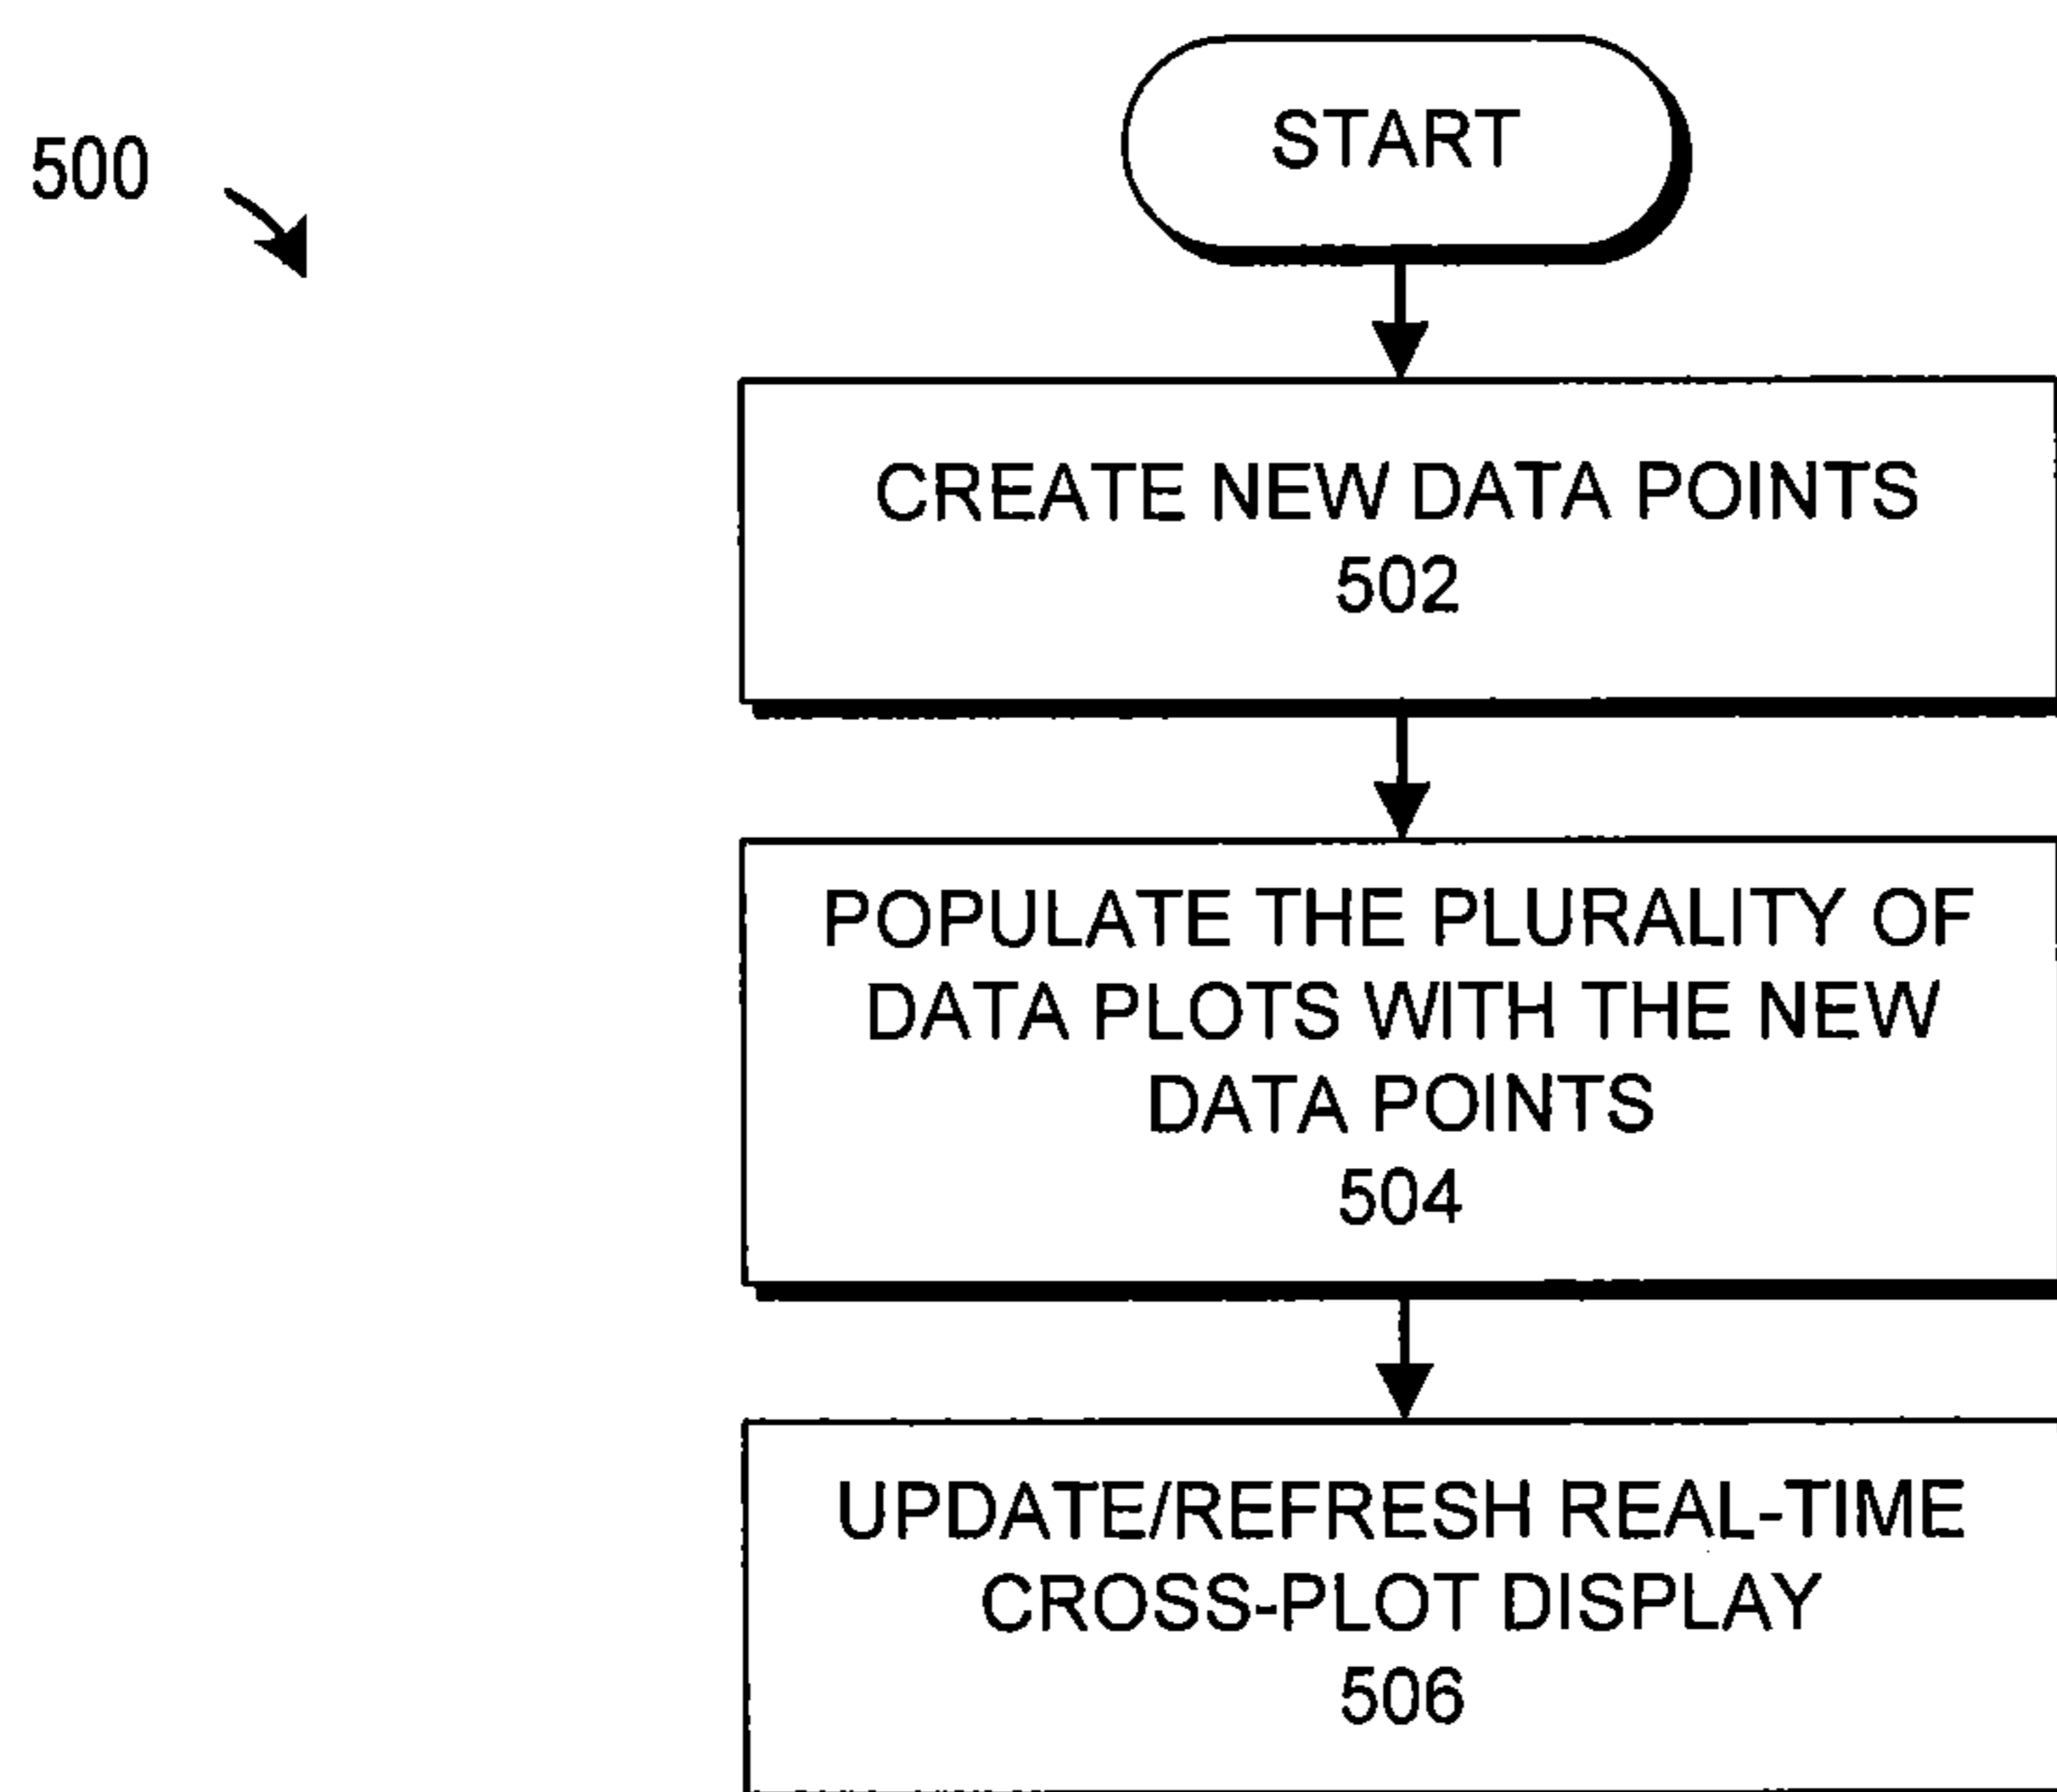 500
START
CREATE NEW DATA POINTS
502
POPULATE THE PLURALITY OF
DATA PLOTS WITH THE NEW
DATA POINTS
504
UPDATE/REFRESH REAL-TIME
CROSS-PLOT DISPLAY
506